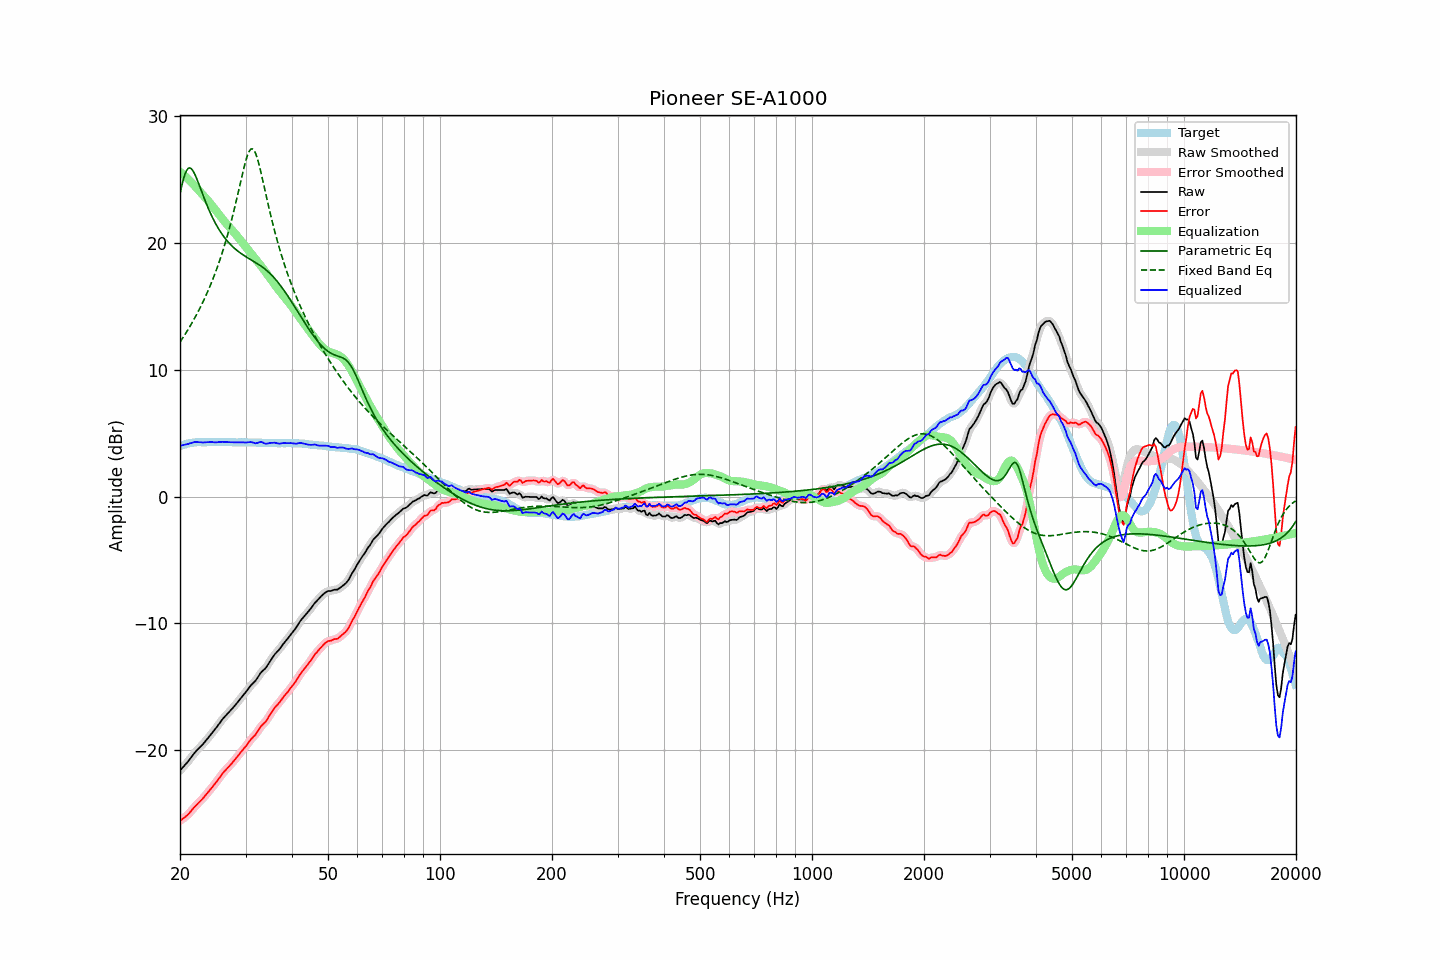 Pioneer SE-A1000
30
20
10
0
−10
−20
Amplitude (dBr)
Target
Raw Smoothed
Error Smoothed
Raw
Error
Equalization
Parametric Eq
Fixed Band Eq
Equalized
20
50
100
200
500
1000
2000
5000
10000
20000
Frequency (Hz)